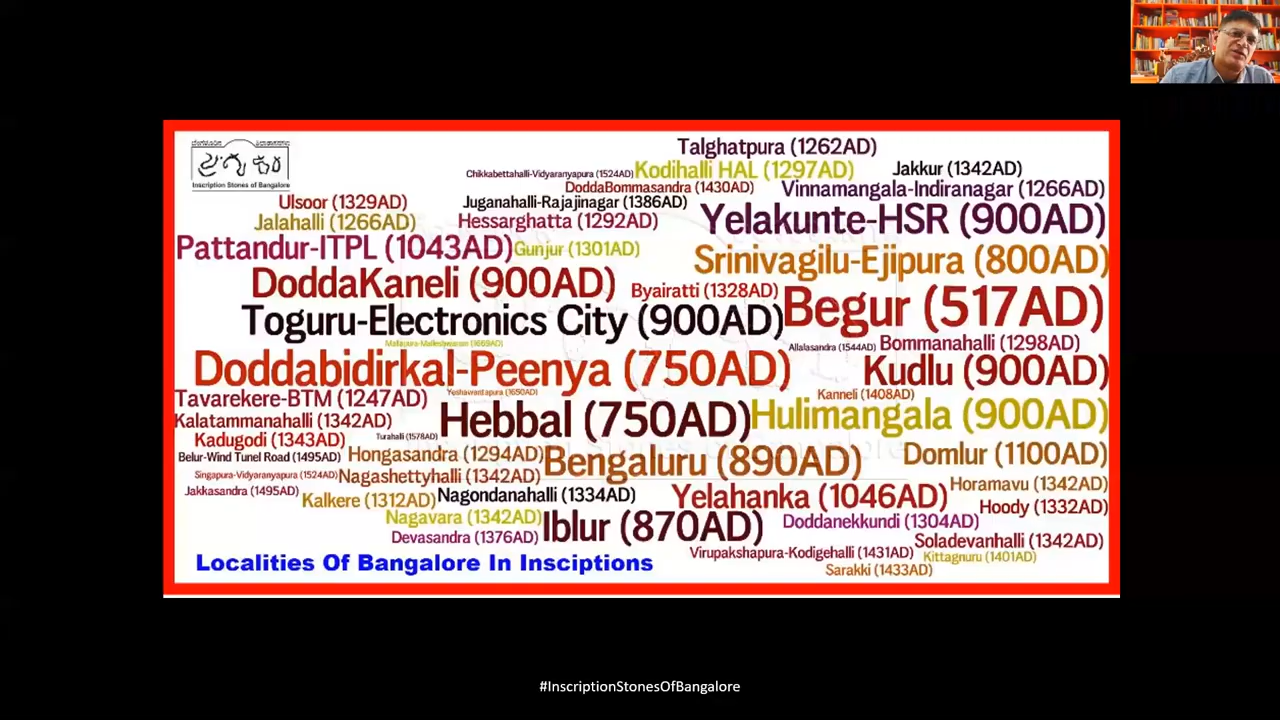 Inscription Stones of Bangalore
Talghatpura (1262AD)
Chikkabettahalli-Vidyaranyapura (1524AD)
Kodihalli HAL (1297AD)
Jakkur (1342AD)
DoddaBommasandra (1430AD)
Vinnamangala-Indiranagar (1266AD)
Ulsoor (1329AD)
Juganahalli-Rajajinagar (1386AD)
Jalahalli (1266AD)
Hessarghatta (1292AD)
Yelakunte-HSR (900AD)
Pattandur-ITPL (1043AD)
Gunjur (1301AD)
Srinivagilu-Ejipura (800AD)
DoddaKaneli (900AD)
Byairatti (1328AD)
Begur (517AD)
Toguru-Electronics City (900AD)
Mallapura-Malleshwaram (1669AD)
Allalasandra (1544AD)
Bommanahalli (1298AD)
Doddabidirkal-Peenya (750AD)
Kudlu (900AD)
Yeshawantapura (1650AD)
Kanneli (1408AD)
Tavarekere-BTM (1247AD)
Kalatammanahalli (1342AD)
Hebbal (750AD)
Hulimangala (900AD)
Kadugodi (1343AD)
Turahalli (1578AD)
Belur-Wind Tunel Road (1495AD)
Hongasandra (1294AD)
Bengaluru (890AD)
Domlur (1100AD)
Singapura-Vidyaranyapura (1524AD)
Nagashettyhalli (1342AD)
Horamavu (1342AD)
Jakkasandra (1495AD)
Kalkere (1312AD)
Nagondanahalli (1334AD)
Yelahanka (1046AD)
Hoody (1332AD)
Nagavara (1342AD)
Iblur (870AD)
Doddanekkundi (1304AD)
Devasandra (1376AD)
Soladevanhalli (1342AD)
Virupakshapura-Kodigehalli (1431AD)
Kittagnuru (1401AD)
Localities Of Bangalore In Insciptions
Sarakki (1433AD)
#InscriptionStonesOfBangalore